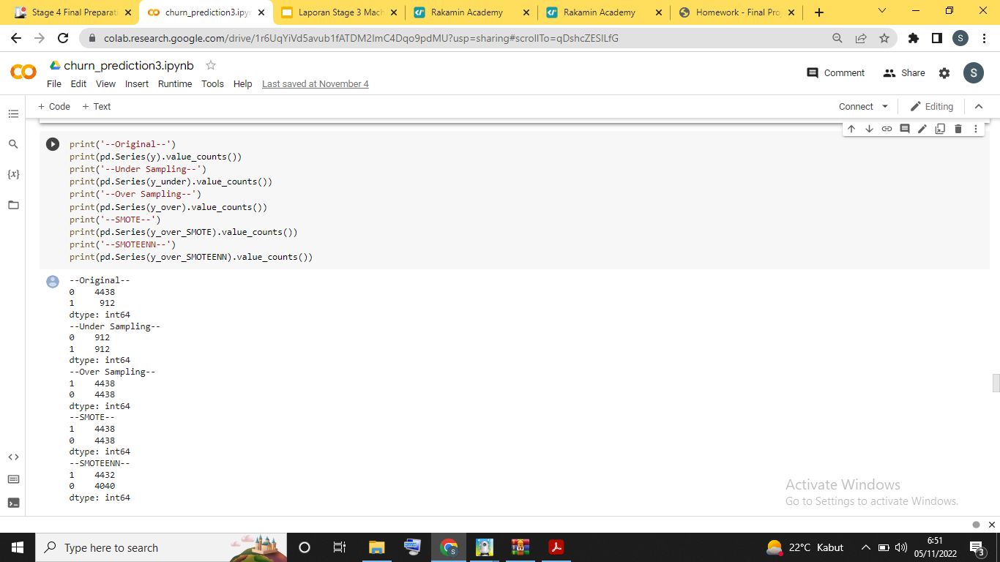 Stage 4 Final Preparati
churn_prediction3.ipyn
Laporan Stage 3 Mach
Rakamin Academy
Rakamin Academy
Homework - Final Pro
colab.research.google.com/drive/1r6UqYiVd5avub1fATDM2ImC4Dqo9pdMU?usp=sharing#scrollTo=qDshcZESILfG
S
churn_prediction3.ipynb
Comment
Share
S
File Edit View Insert Runtime Tools Help Last saved at November 4
+ Code + Text
Connect
Editing
print('--Original--')
print(pd.Series(y).value_counts())
print('--Under Sampling--')
print(pd.Series(y_under).value_counts())
print('--Over Sampling--')
print(pd.Series(y_over).value_counts())
print('--SMOTE--')
print(pd.Series(y_over_SMOTE).value_counts())
print('--SMOTEENN--')
print(pd.Series(y_over_SMOTEENN).value_counts())
--Original--
0 4438
1 912
dtype: int64
--Under Sampling--
0 912
1 912
dtype: int64
--Over Sampling--
1 4438
0 4438
dtype: int64
--SMOTE--
1 4438
0 4438
dtype: int64
--SMOTEENN--
1 4432
0 4040
dtype: int64
{x}
Activate Windows
Go to Settings to activate Windows.
Type here to search
22°C Kabut
6:51
05/11/2022
3